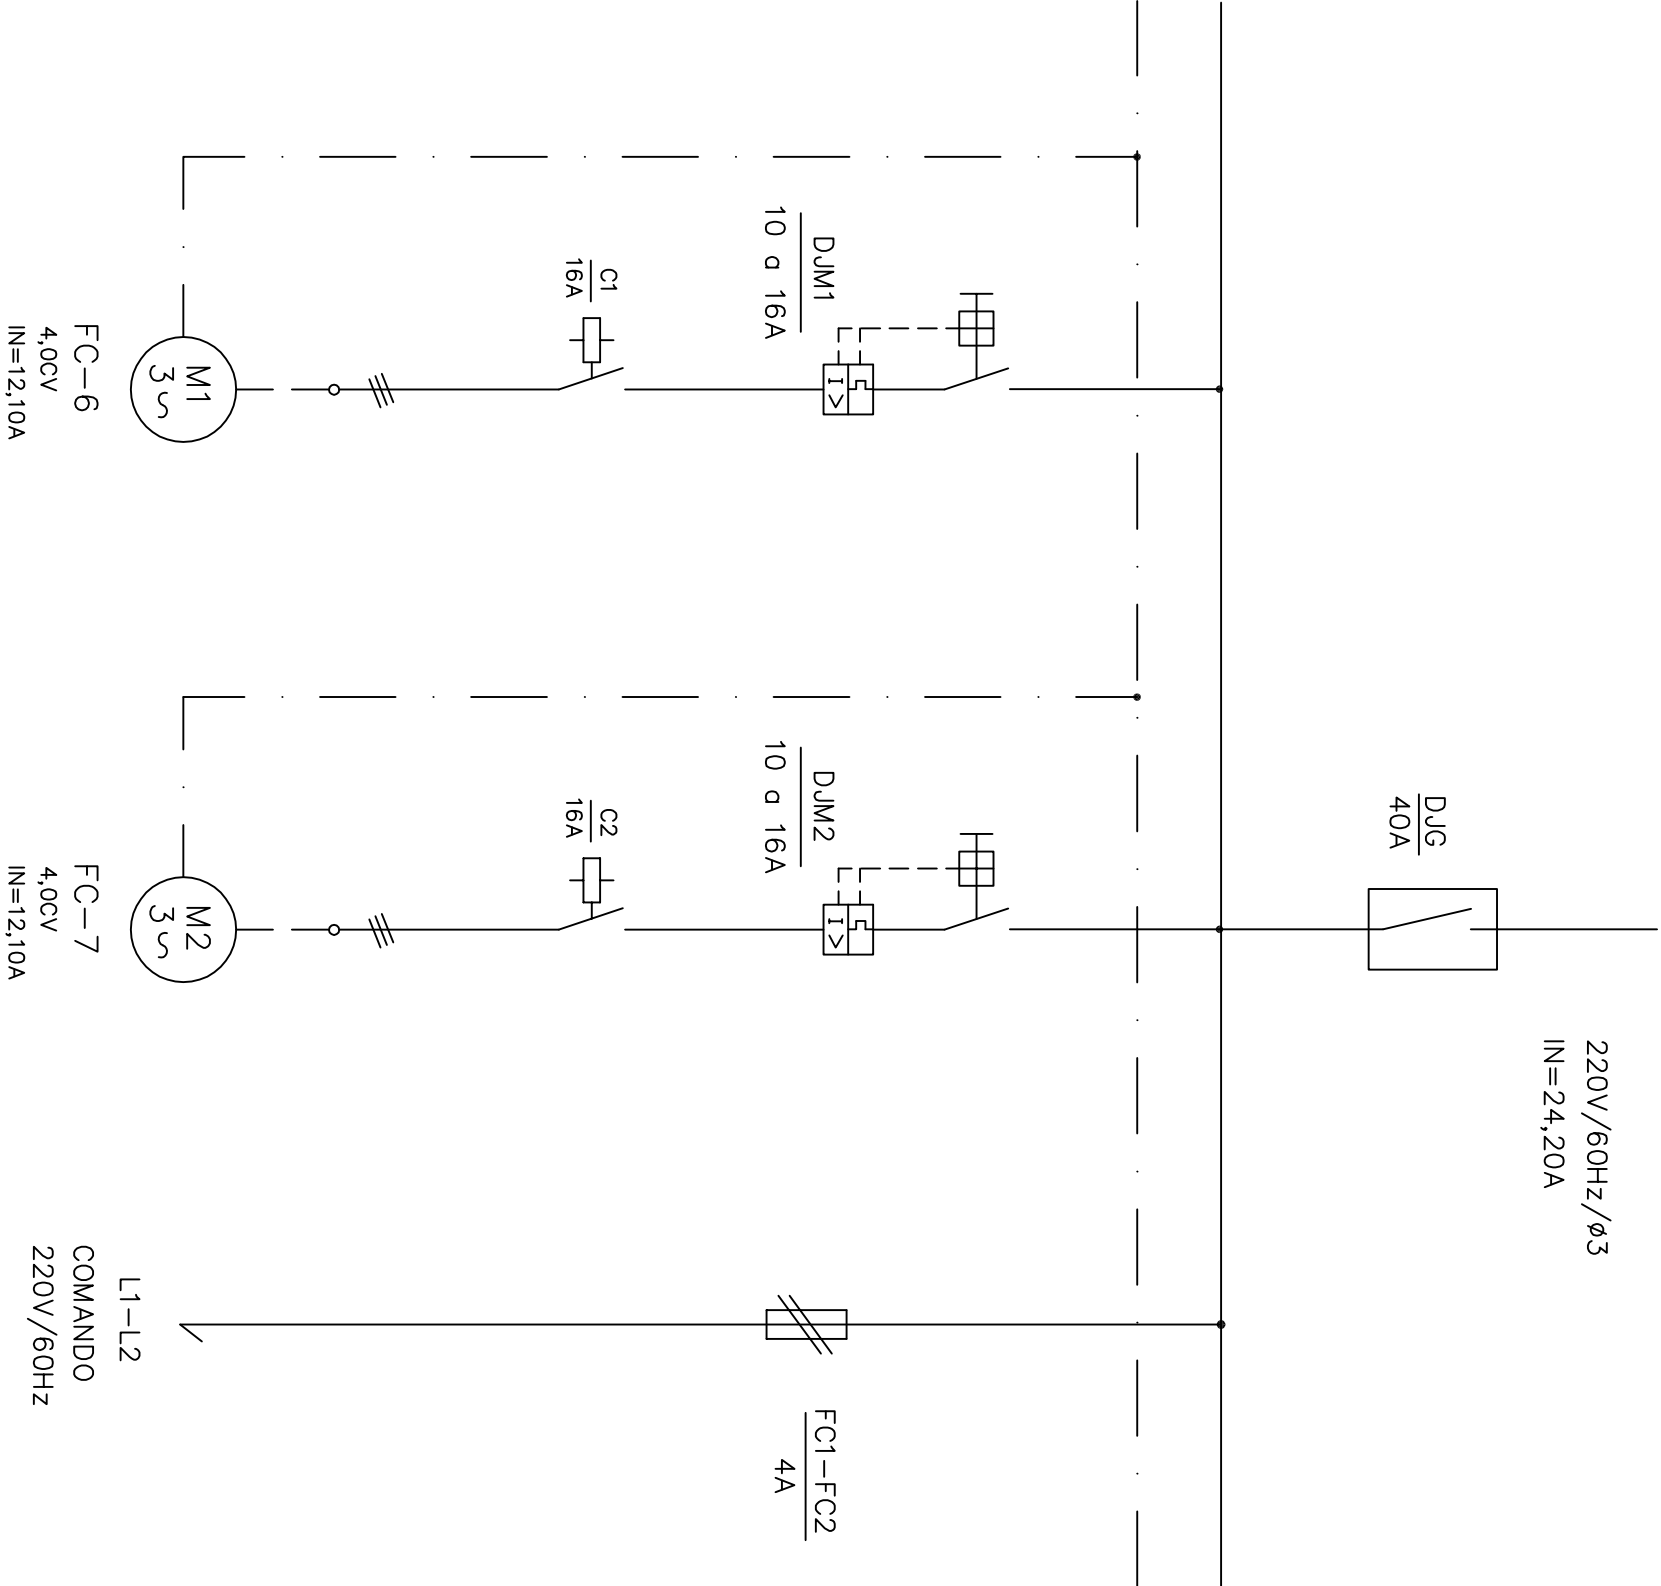 220V/60Hz/ø3
IN=24,20A
DJG
40A
DJM1
10 a 16A
I>
C1
16A
M1
3~
FC-6
4,0CV
IN=12,10A
DJM2
10 a 16A
I>
C2
16A
M2
3~
FC-7
4,0CV
IN=12,10A
FC1-FC2
4A
L1-L2
COMANDO
220V/60Hz